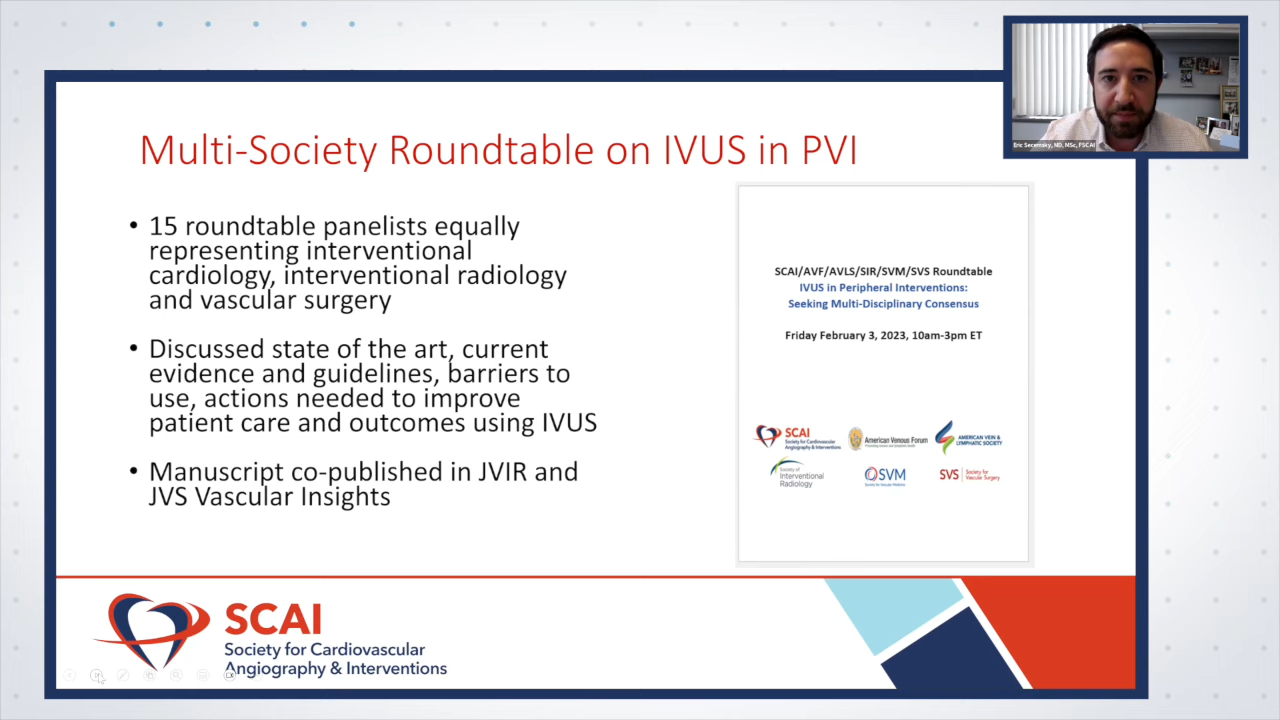 Eric Secemsky, MD, MSc, FSCAI
Multi-Society Roundtable on IVUS in PVI
• 15 roundtable panelists equally
representing interventional
cardiology, interventional radiology
and vascular surgery
• Discussed state of the art, current
evidence and guidelines, barriers to
use, actions needed to improve
patient care and outcomes using IVUS
• Manuscript co-published in JVIR and
JVS Vascular Insights
SCAI/AVF/AVLS/SIR/SVM/SVS Roundtable
IVUS in Peripheral Interventions:
Seeking Multi-Disciplinary Consensus
Friday February 3, 2023, 10am-3pm ET
SCAI
Society for Cardiovascular
Angiography & Interventions
American Venous Forum
AMERICAN VEIN &
LYMPHATIC SOCIETY
Society of
Interventional
Radiology
SVM
Society for Vascular Medicine
SVS
Society for
Vascular Surgery
SCAI
Society for Cardiovascular
Angiography & Interventions